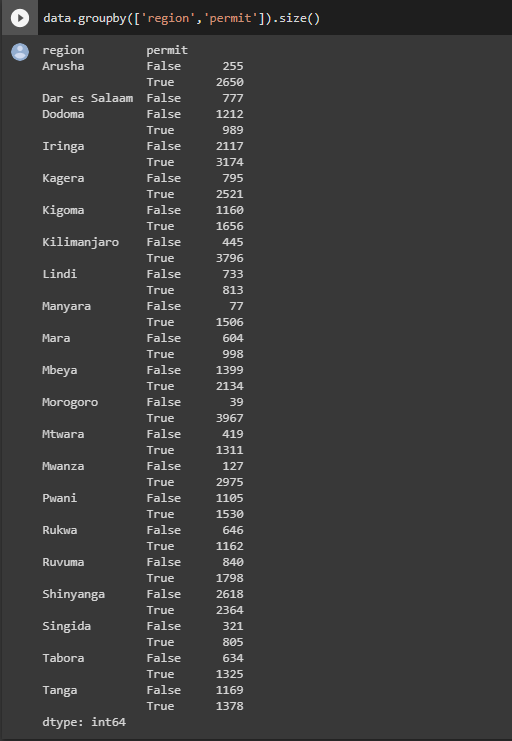 data.groupby(['region','permit']).size()
region permit
Arusha False 255
True 2650
Dar es Salaam False 777
Dodoma False 1212
True 989
Iringa False 2117
True 3174
Kagera False 795
True 2521
Kigoma False 1160
True 1656
Kilimanjaro False 445
True 3796
Lindi False 733
True 813
Manyara False 77
True 1506
Mara False 604
True 998
Mbeya False 1399
True 2134
Morogoro False 39
True 3967
Mtwara False 419
True 1311
Mwanza False 127
True 2975
Pwani False 1105
True 1530
Rukwa False 646
True 1162
Ruvuma False 840
True 1798
Shinyanga False 2618
True 2364
Singida False 321
True 805
Tabora False 634
True 1325
Tanga False 1169
True 1378
dtype: int64